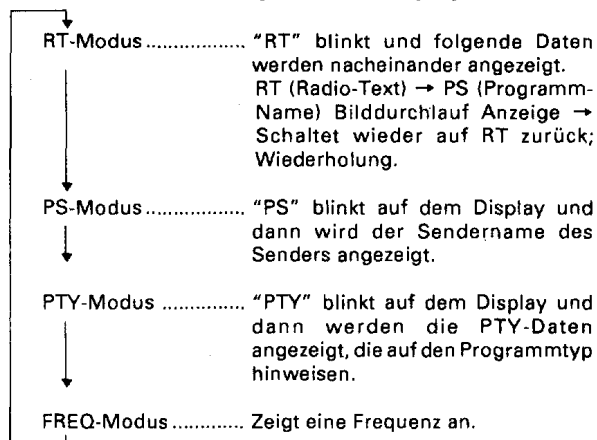 RT-Modus .................. "RT" blinkt und folgende Daten
werden nacheinander angezeigt.
RT (Radio-Text) → PS (Programm-
Name) Bilddurchlauf Anzeige →
Schaltet wieder auf RT zurück;
Wiederholung.
PS-Modus .................. "PS" blinkt auf dem Display und
dann wird der Sendername des
Senders angezeigt.
PTY-Modus ............... "PTY" blinkt auf dem Display und
dann werden die PTY-Daten
angezeigt, die auf den Programmtyp
hinweisen.
FREQ-Modus ............. Zeigt eine Frequenz an.